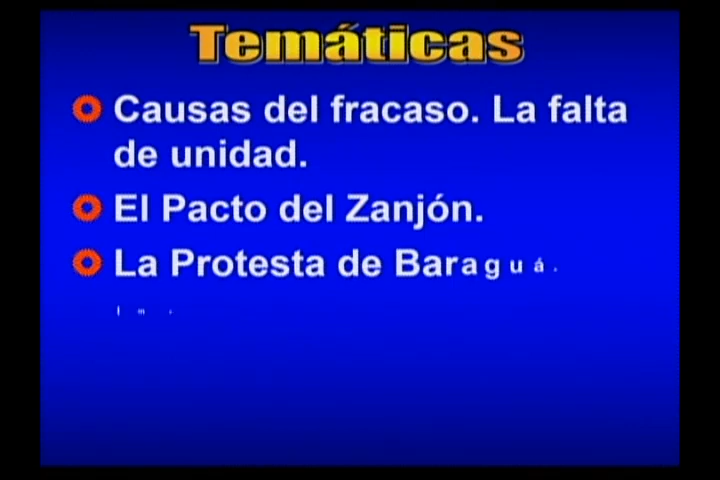 Temáticas
Causas del fracaso. La falta
de unidad.
El Pacto del Zanjón.
La Protesta de Baraguá.